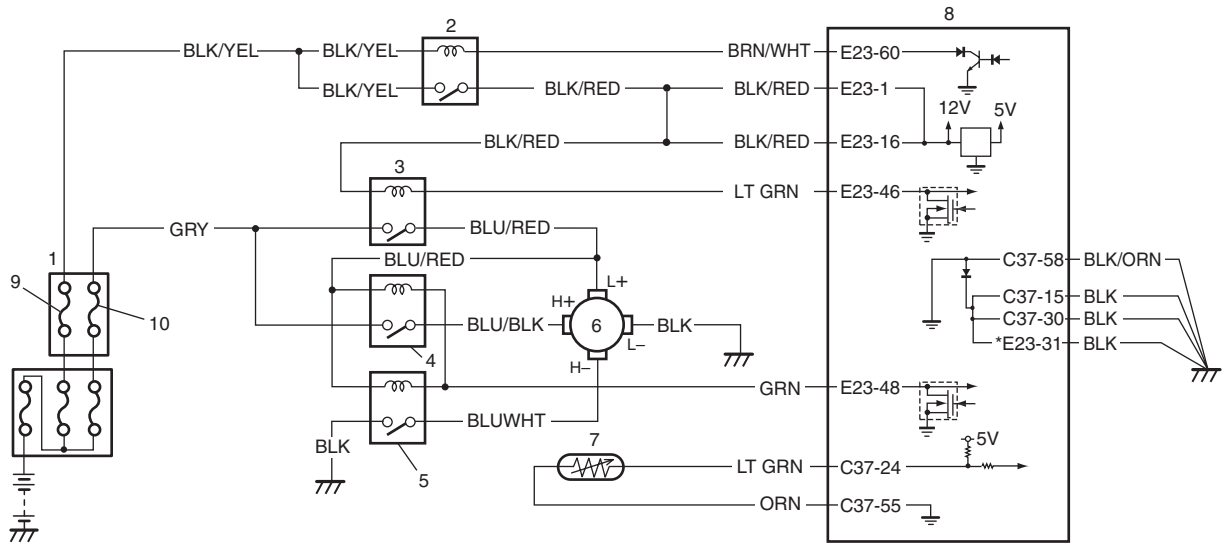 8
2
BLK/YEL BLK/YEL BRN/WHT E23-60
BLK/YEL BLK/RED BLK/RED E23-1
12V 5V
BLK/RED BLK/RED E23-16
3
LT GRN E23-46
GRY BLU/RED
BLU/RED C37-58 BLK/ORN
1
9 10
L+
H+ C37-15 BLK
BLU/BLK 6 BLK C37-30 BLK
L–
*E23-31 BLK
4
H–
GRN E23-48
BLUWHT
BLK
7 5V
5
LT GRN C37-24
ORN C37-55